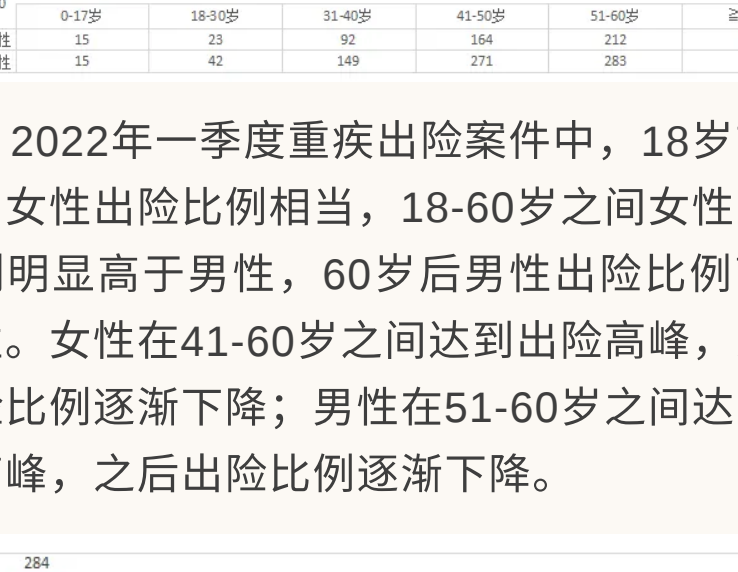 0-17岁 18-30岁 31-40岁 41-50岁 51-60岁 ≧
性 15 23 92 164 212
性 15 42 149 271 283
2022年一季度重疾出险案件中，18岁
女性出险比例相当，18-60岁之间女性
明显高于男性，60岁后男性出险比例
。女性在41-60岁之间达到出险高峰，
比例逐渐下降；男性在51-60岁之间达
峰，之后出险比例逐渐下降。
284